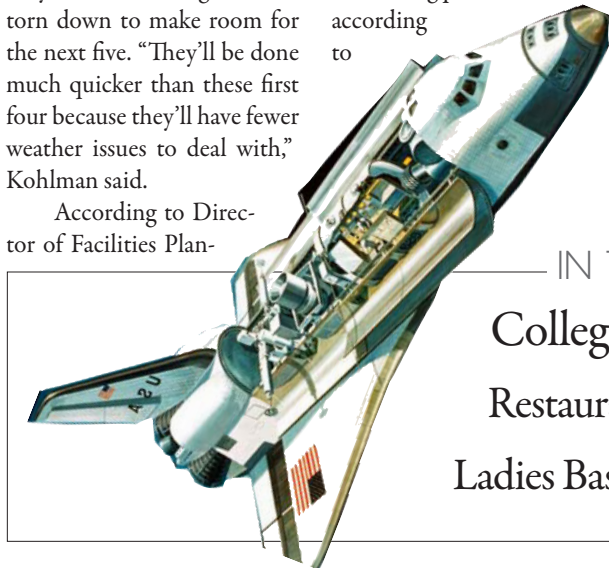 torn down to make room for
the next five. “They’ll be done
much quicker than these first
four because they’ll have fewer
weather issues to deal with,”
Kohlman said.
According to Direc-
tor of Facilities Plan-
according
to
IN
Colleg
Restaur
Ladies Bas
USA